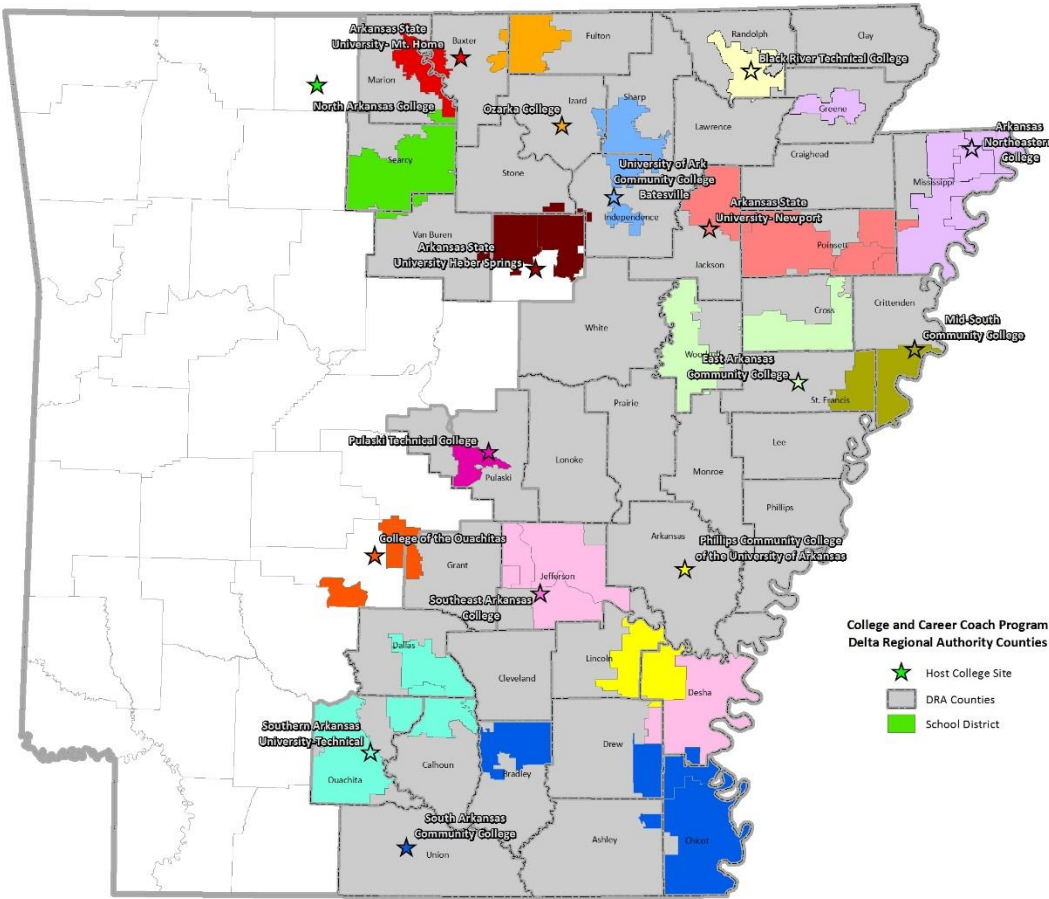 Arkansas State
University- Mt. Home
Baxter
Fulton
Randolph
Clay
Marion
Black River Technical College
North Arkansas College
Ozarka College
Izard
Sharp
Greene
Lawrence
Searcy
Stone
University of Ark
Community College
Batesville
Independence
Craighead
Arkansas
Northeastern
College
Mississippi
Van Buren
Arkansas State
University Heber Springs
Arkansas State
University- Newport
Jackson
Poinsett
White
Cross
Crittenden
Mid-South
Community College
Woodruff
East Arkansas
Community College
St. Francis
Prairie
Lee
Pulaski Technical College
Pulaski
Lonoke
Monroe
Phillips
College of the Ouachitas
Grant
Jefferson
Arkansas
Phillips Community College
of the University of Arkansas
Southeast Arkansas
College
Dallas
Cleveland
Lincoln
Desha
Southern Arkansas
University-Technical
Ouachita
Calhoun
Bradley
Drew
South Arkansas
Community College
Union
Ashley
Chicot
College and Career Coach Program
Delta Regional Authority Counties
Host College Site
DRA Counties
School District